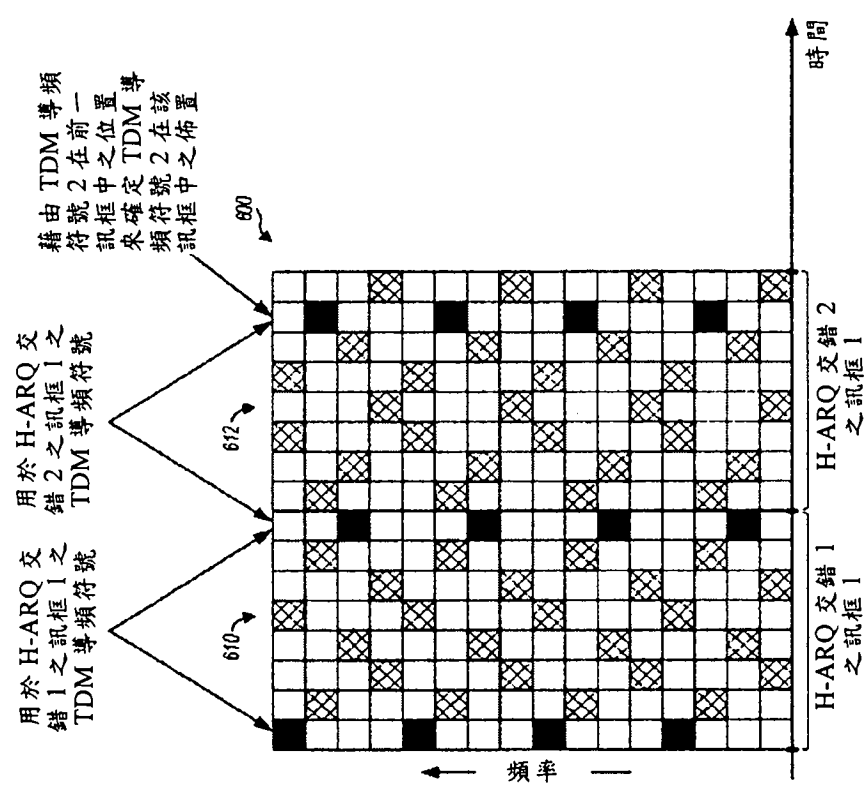 用於 H-ARQ 交
錯 1 之訊框 1 之
TDM 導頻符號
用於 H-ARQ 交
錯 2 之訊框 1 之
TDM 導頻符號
藉由 TDM 導頻
符號 2 在前一
訊框中之位置
來確定 TDM 導
頻符號 2 在該
訊框中之佈置
600
610
612
頻率
時間
H-ARQ 交錯 1
之訊框 1
H-ARQ 交錯 2
之訊框 1